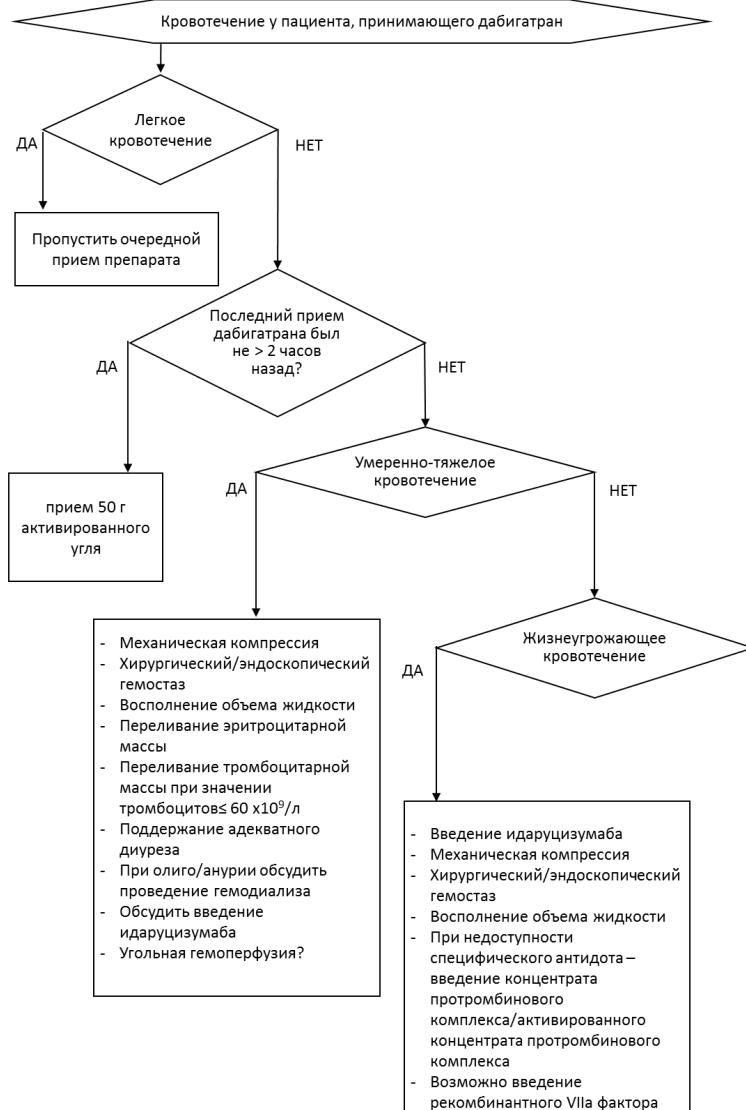 Кровотечение у пациента, принимающего дабигатран
Легкое
кровотечение
ДА
НЕТ
Пропустить очередной
прием препарата
Последний прием
дабигатрана был
не > 2 часов
назад?
ДА
НЕТ
прием 50 г
активированного
угля
Умеренно-тяжелое
кровотечение
ДА
НЕТ
- Механическая компрессия
- Хирургический/эндоскопический
гемостаз
- Восполнение объема жидкости
- Переливание эритроцитарной
массы
- Переливание тромбоцитарной
массы при значении
тромбоцитов≤ 60 х10⁹/л
- Поддержание адекватного
диуреза
- При олиго/анурии обсудить
проведение гемодиализа
- Обсудить введение
идаруцизумаба
- Угольная гемоперфузия?
Жизнеугрожающее
кровотечение
ДА
- Введение идаруцизумаба
- Механическая компрессия
- Хирургический/эндоскопический
гемостаз
- Восполнение объема жидкости
- При недоступности
специфического антидота –
введение концентрата
протромбинового
комплекса/активированного
концентрата протромбинового
комплекса
- Возможно введение
рекомбинантного VIIa фактора